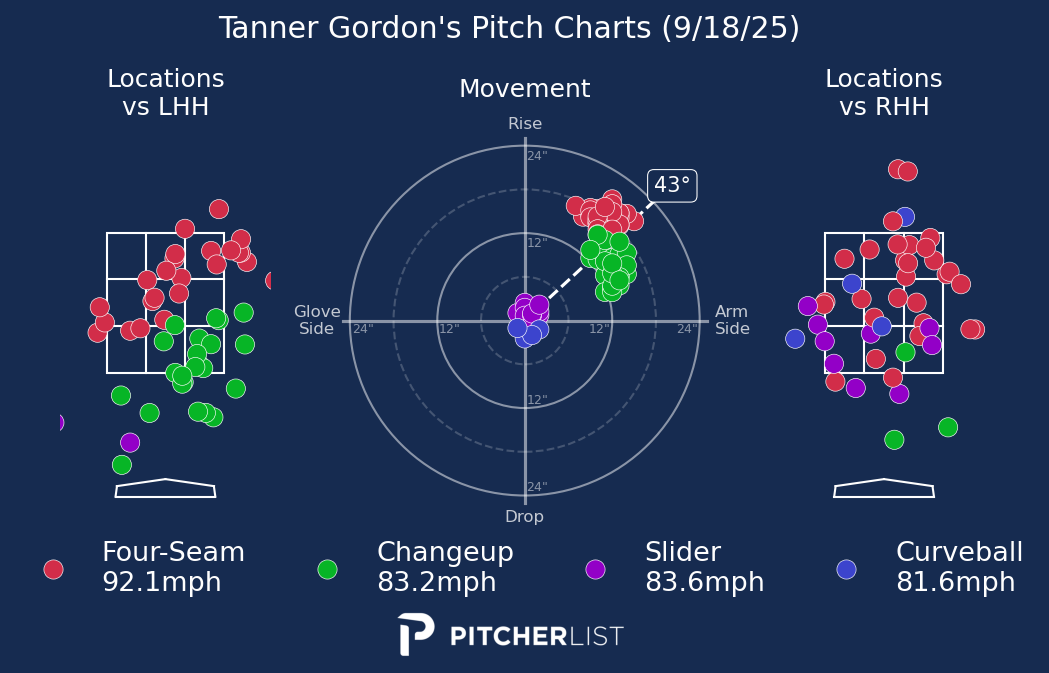 Tanner Gordon's Pitch Charts (9/18/25)
Locations
vs LHH
Movement
Locations
vs RHH
Rise
24"
43°
12"
Glove
Side
24"
12"
12"
24"
Arm
Side
12"
24"
Drop
Four-Seam
92.1mph
Changeup
83.2mph
Slider
83.6mph
Curveball
81.6mph
PITCHERLIST